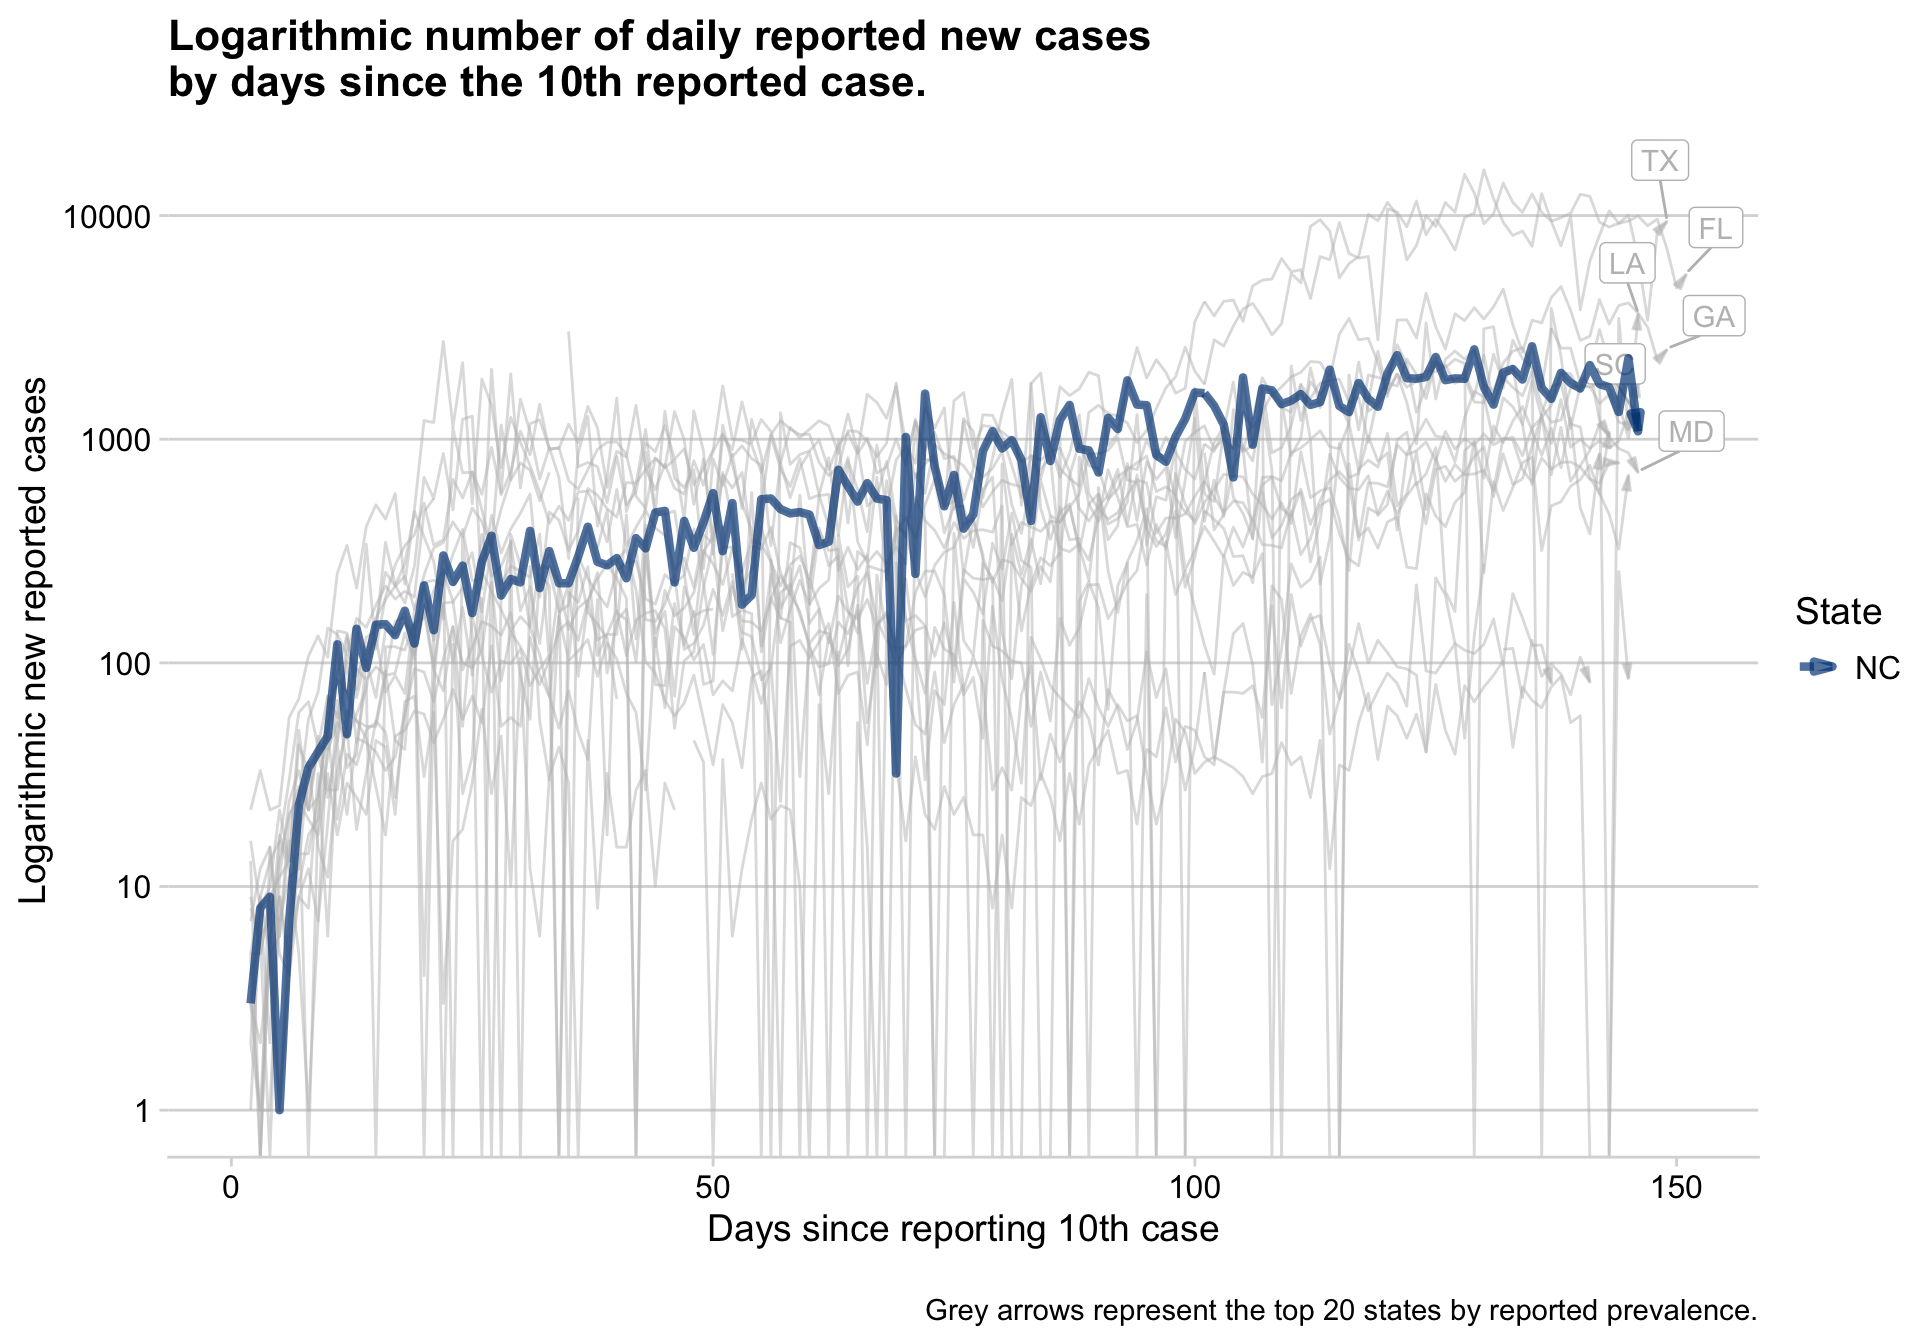 Logarithmic number of daily reported new cases
by days since the 10th reported case.
Logarithmic new reported cases
10000
1000
100
10
1
TX
FL
LA
GA
SC
MD
State
NC
0
50
100
150
Days since reporting 10th case
Grey arrows represent the top 20 states by reported prevalence.